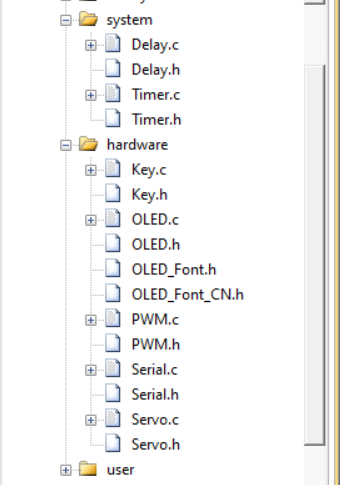 system
Delay.c
Delay.h
Timer.c
Timer.h
hardware
Key.c
Key.h
OLED.c
OLED.h
OLED_Font.h
OLED_Font_CN.h
PWM.c
PWM.h
Serial.c
Serial.h
Servo.c
Servo.h
user